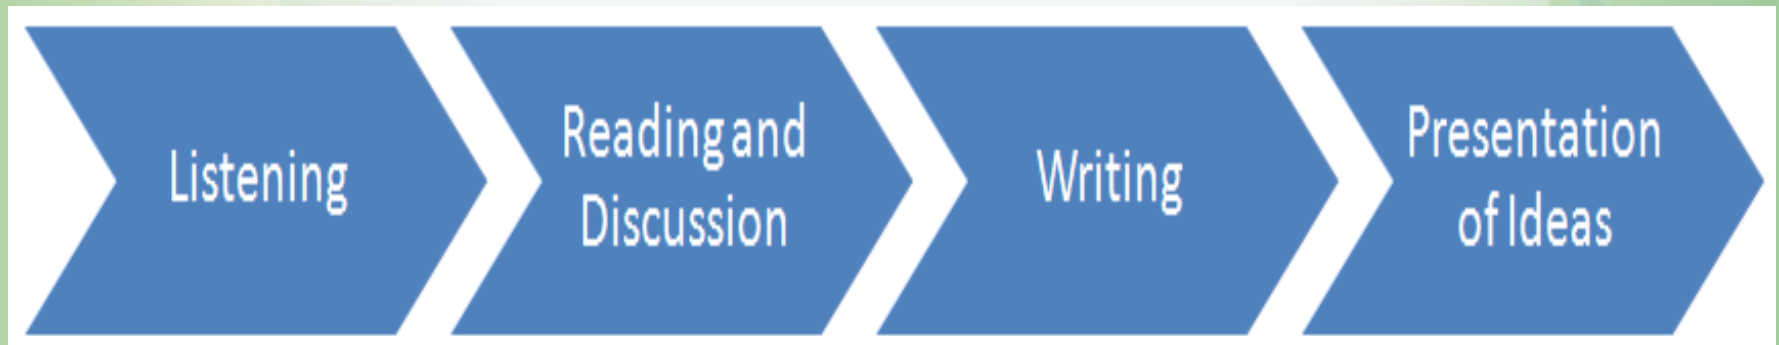 Listening
Reading and
Discussion
Writing
Presentation
of Ideas